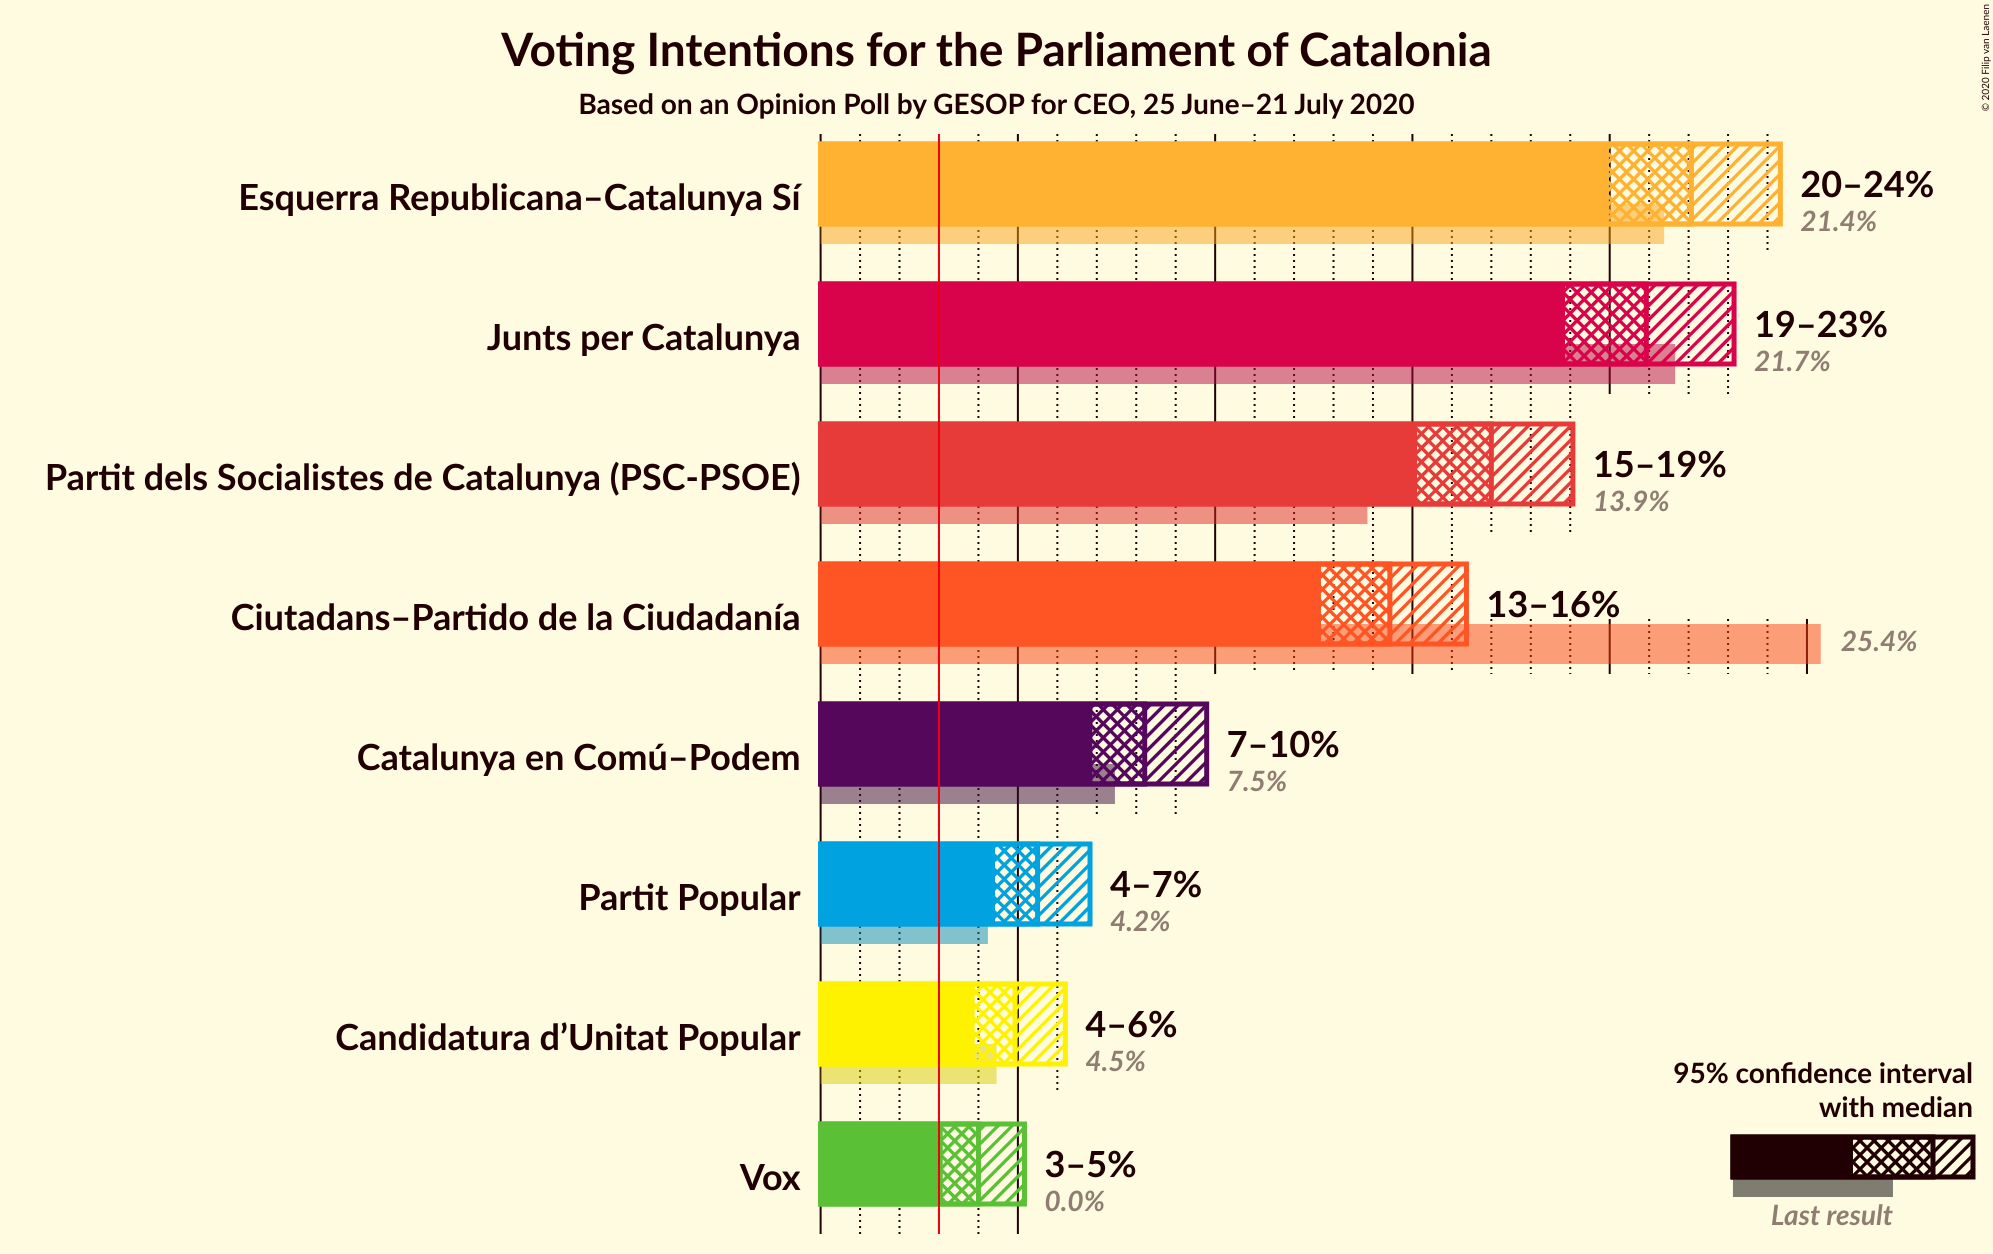 Voting Intentions for the Parliament of Catalonia
Based on an Opinion Poll by GESOP for CEO, 25 June–21 July 2020
© 2020 Filip van Laenen
Esquerra Republicana–Catalunya Sí
20–24%
21.4%
Junts per Catalunya
19–23%
21.7%
Partit dels Socialistes de Catalunya (PSC-PSOE)
15–19%
13.9%
Ciutadans–Partido de la Ciudadanía
13–16%
25.4%
Catalunya en Comú–Podem
7–10%
7.5%
Partit Popular
4–7%
4.2%
Candidatura d’Unitat Popular
4–6%
4.5%
Vox
3–5%
0.0%
95% confidence interval
with median
Last result